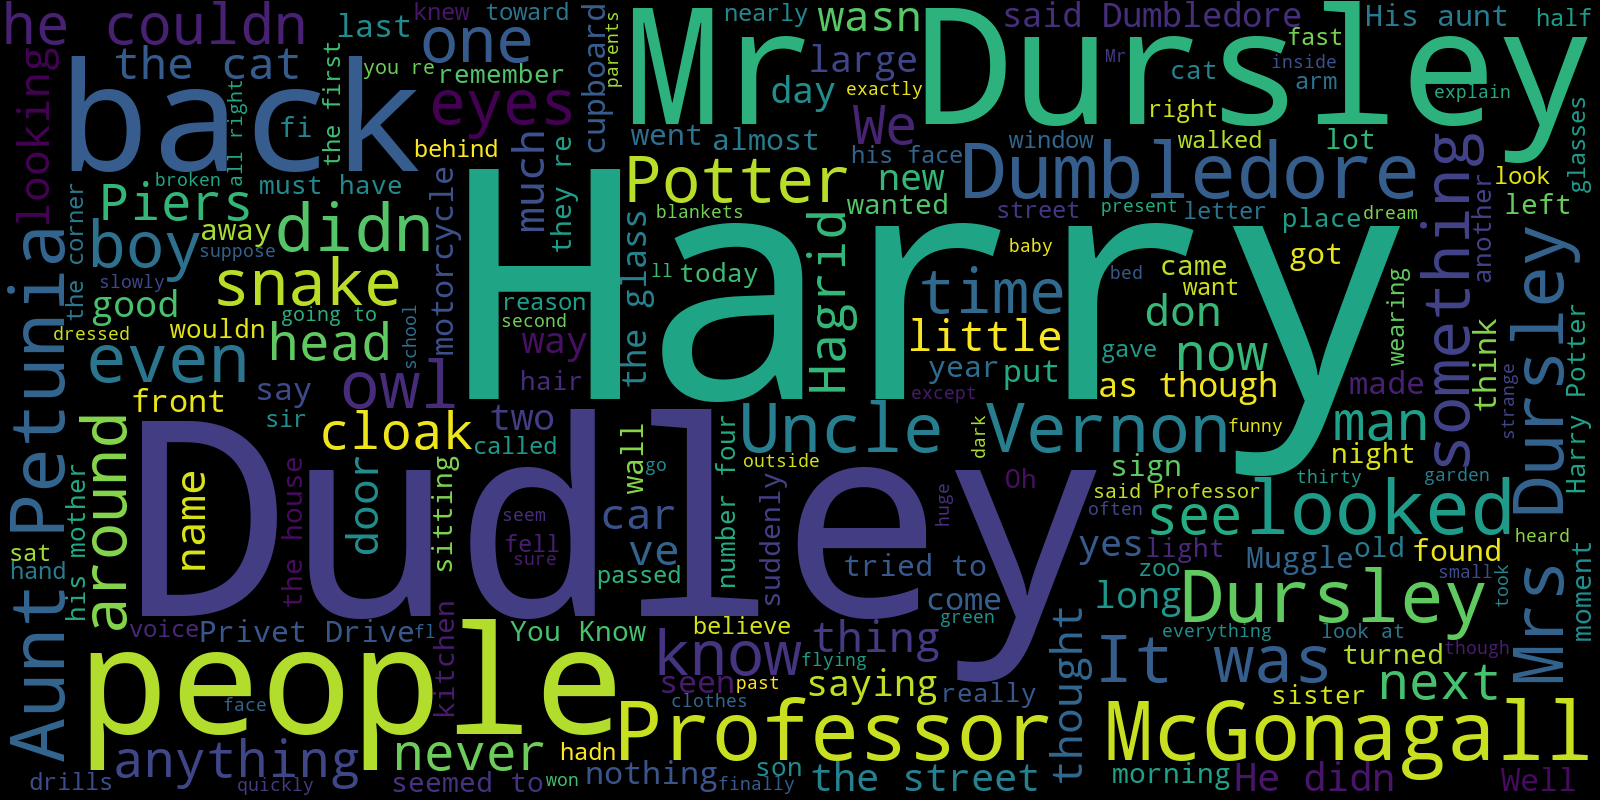 he couldn
last
knew
toward
one
cupboard
parents
nearly
wasn
said Dumbledore
His aunt
half
Mr Dursley
the cat
you re
remember
eyes
large
day
exactly
Mr
cat
fast
inside
arm
explain
looking
back
fi
all right
the first
behind
much
went
almost
We
right
walked
lot
glasses
Piers
broken
must have
motorcycle
they re
Potter
his face
new
wanted
window
Dumbledore
street
present
letter
place
dream
something
another
look
left
the corner
boy
away
suppose
didn
blankets
Harry
the glass
Hagrid
baby
bed
time
came
want
got
Aunt Petunia
slowly
snake
good
ll
today
reason
second
don
wearing
dressed
wouldn
going to
head
school
way
little
gave
now
think
strange
Harry Potter
even
owl
hair
year
put
except
as though
made
say
front
sir
cloak
two
called
Uncle Vernon
dark
funny
man
night
Mrs Dursley
around
Dudley
name
door
the house
sitting
wall
go
number four
outside
Oh
sign
said Professor
often
thirty
garden
see
looked
his mother
seem
fell
sure
car
ve
suddenly
huge
yes
light
Muggle
old
found
heard
sat
hand
passed
tried to
zoo
small
took
moment
come
green
long
Dursley
voice
Privet Drive
fl
kitchen
You Know
believe
thing
everything
look at
though
people
know
flying
thought
It was
turned
seen
past
saying
really
sister
next
face
clothes
Professor McGonagall
anything
never
hadn
drills
quickly
seemed to
won
nothing
finally
son
the street
morning
He didn
Well